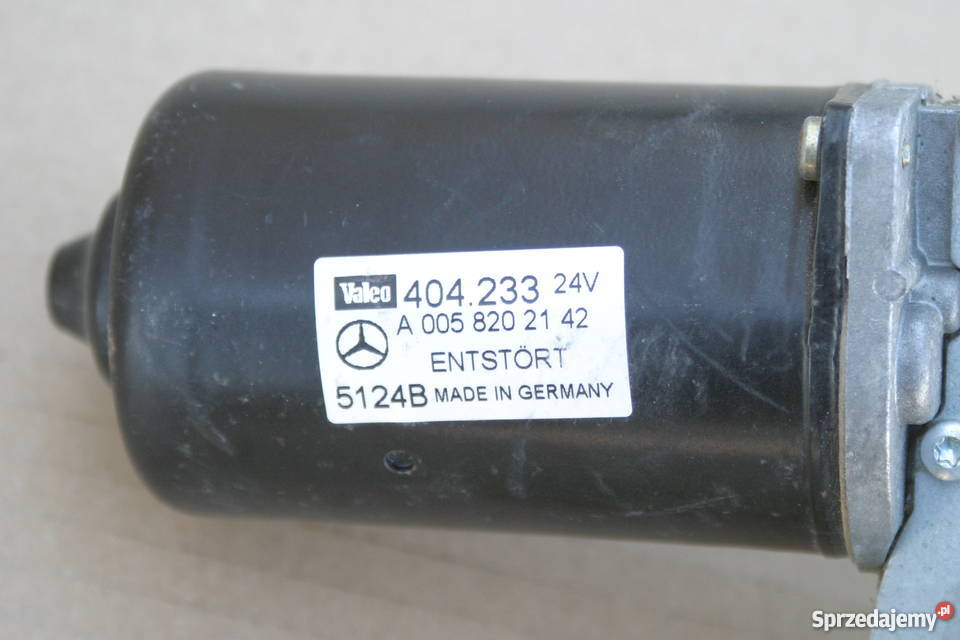 Valeo 404.233 24V
A 005 820 21 42
ENTSTÖRT
5124B MADE IN GERMANY
Sprzedajemy.pl